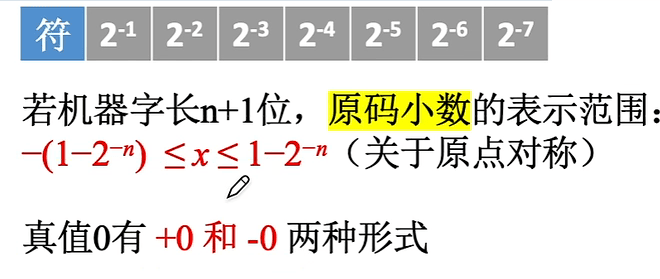 符 2⁻¹ 2⁻² 2⁻³ 2⁻⁴ 2⁻⁵ 2⁻⁶ 2⁻⁷
若机器字长n+1位，原码小数的表示范围：
−(1−2⁻ⁿ) ≤ x ≤ 1−2⁻ⁿ（关于原点对称）
真值0有 +0 和 -0 两种形式